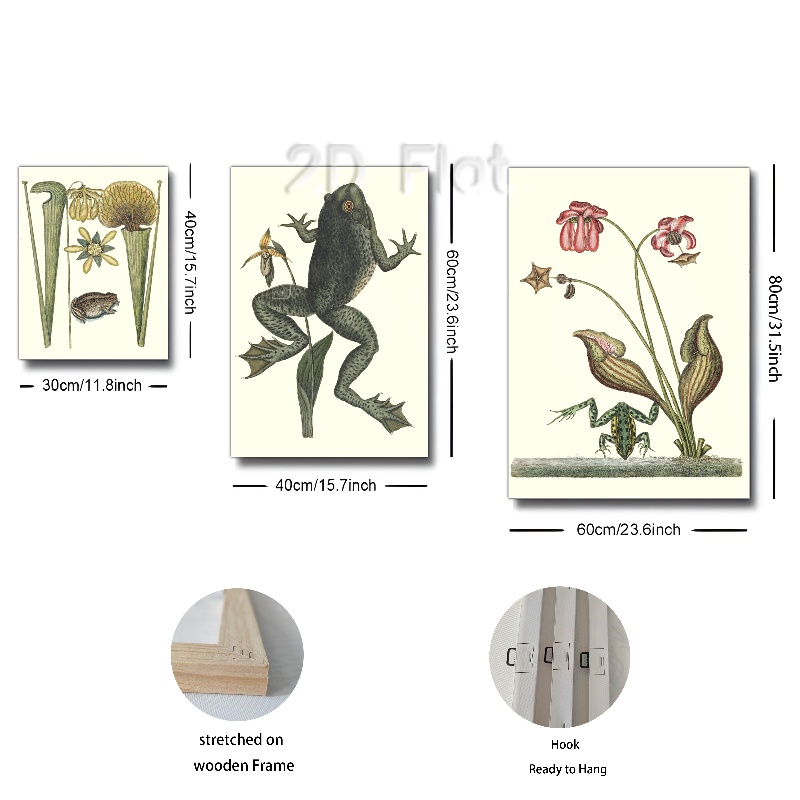 2D Flat
40cm/15.7inch
30cm/11.8inch
60cm/23.6inch
40cm/15.7inch
80cm/31.5inch
60cm/23.6inch
stretched on
wooden Frame
Hook
Ready to Hang